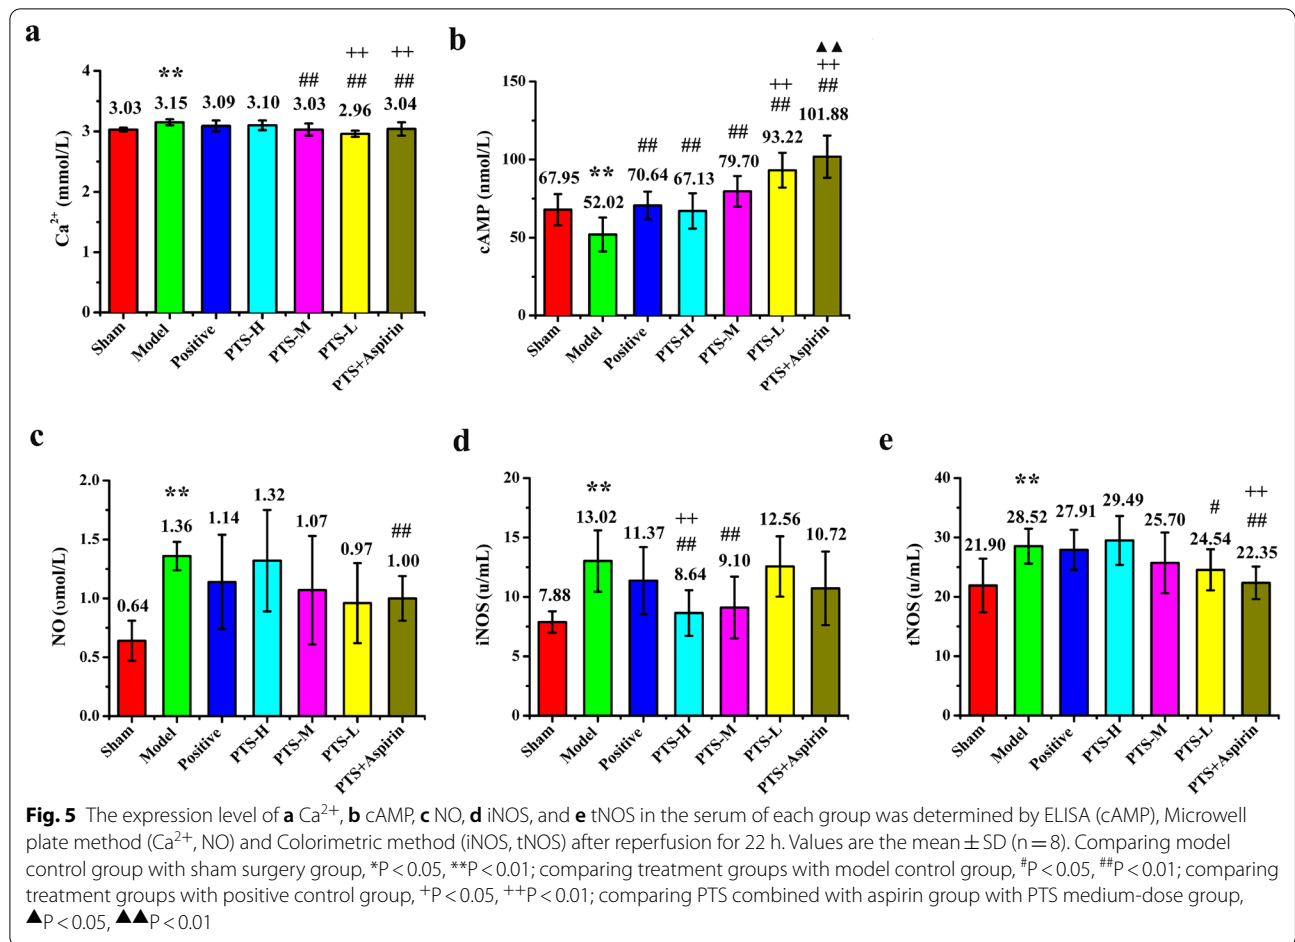 a
++ ++
** ## ## ##
3.03 3.15 3.09 3.10 3.03 2.96 3.04
Ca²⁺ (mmol/L)
4
3
2
1
0
Sham Model Positive PTS-H PTS-M PTS-L PTS+Aspirin
b
▲▲
++ ++
** ## ## ## ## ##
67.95 52.02 70.64 67.13 79.70 93.22 101.88
cAMP (nmol/L)
150
100
50
0
Sham Model Positive PTS-H PTS-M PTS-L PTS+Aspirin
c
** ##
0.64 1.36 1.14 1.32 1.07 0.97 1.00
NO (υmol/L)
2.0
1.5
1.0
0.5
0.0
Sham Model Positive PTS-H PTS-M PTS-L PTS+Aspirin
d
++
** ## ##
7.88 13.02 11.37 8.64 9.10 12.56 10.72
iNOS (u/mL)
20
15
10
5
0
Sham Model Positive PTS-H PTS-M PTS-L PTS+Aspirin
e
++
** # ##
21.90 28.52 27.91 29.49 25.70 24.54 22.35
tNOS (u/mL)
40
30
20
10
0
Sham Model Positive PTS-H PTS-M PTS-L PTS+Aspirin
Fig. 5 The expression level of a Ca²⁺, b cAMP, c NO, d iNOS, and e tNOS in the serum of each group was determined by ELISA (cAMP), Microwell
plate method (Ca²⁺, NO) and Colorimetric method (iNOS, tNOS) after reperfusion for 22 h. Values are the mean ± SD (n = 8). Comparing model
control group with sham surgery group, *P < 0.05, **P < 0.01; comparing treatment groups with model control group, #P < 0.05, ##P < 0.01; comparing
treatment groups with positive control group, +P < 0.05, ++P < 0.01; comparing PTS combined with aspirin group with PTS medium-dose group,
▲P < 0.05, ▲▲P < 0.01